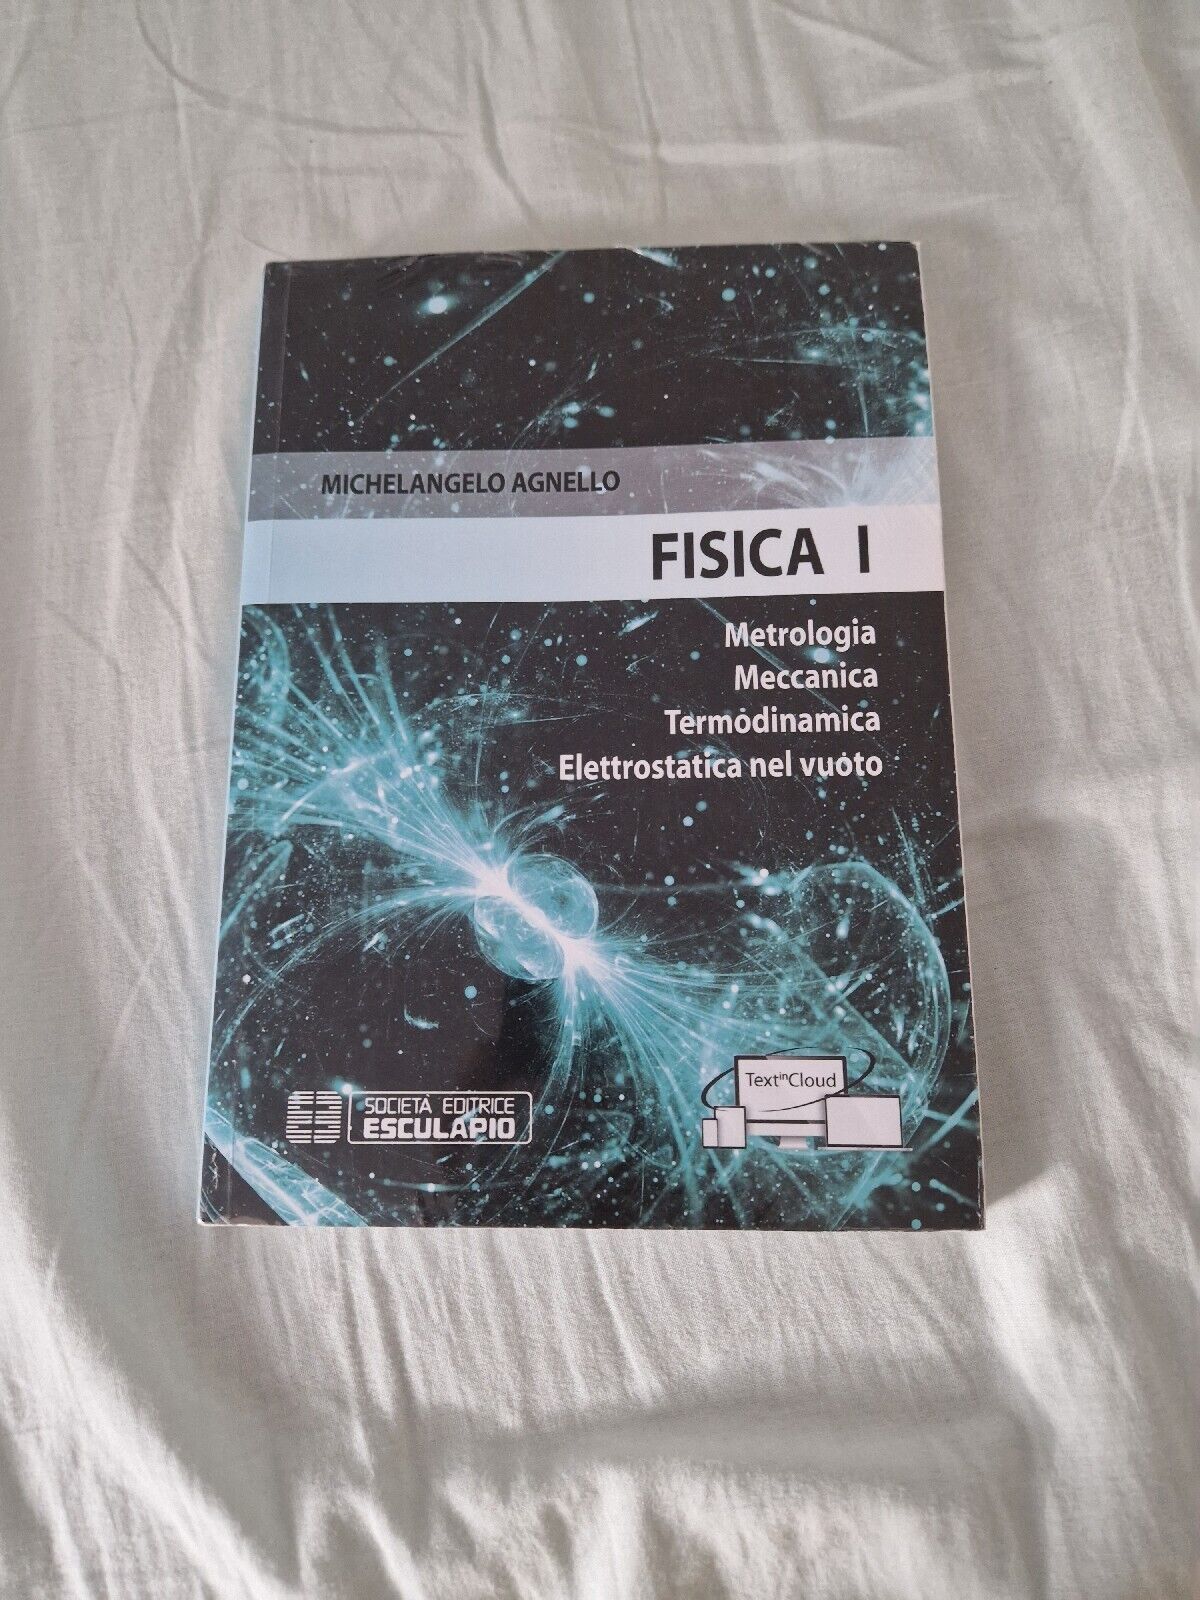 MICHELANGELO AGNELLO
FISICA I
Metrologia
Meccanica
Termodinamica
Elettrostatica nel vuoto
SOCIETÀ EDITRICE
ESCULAPIO
TextinCloud